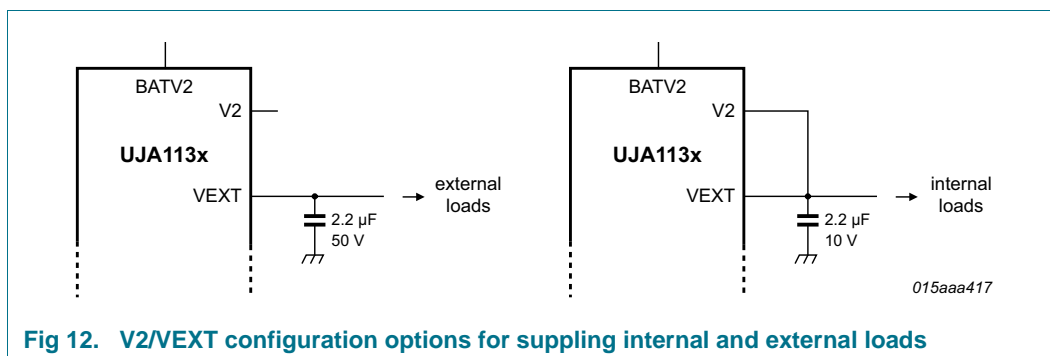 BATV2
V2
UJA113x
VEXT
external
loads
2.2 µF
50 V
BATV2
V2
UJA113x
VEXT
internal
loads
2.2 µF
10 V
015aaa417
Fig 12. V2/VEXT configuration options for suppling internal and external loads